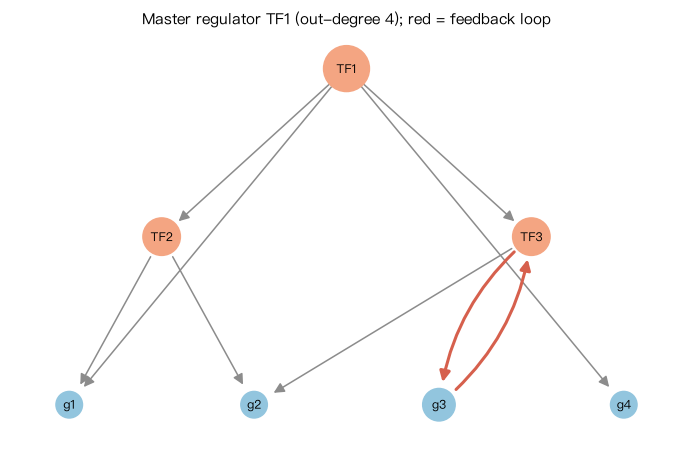 Master regulator TF1 (out-degree 4); red = feedback loop
TF1
TF2
TF3
g1
g2
g3
g4